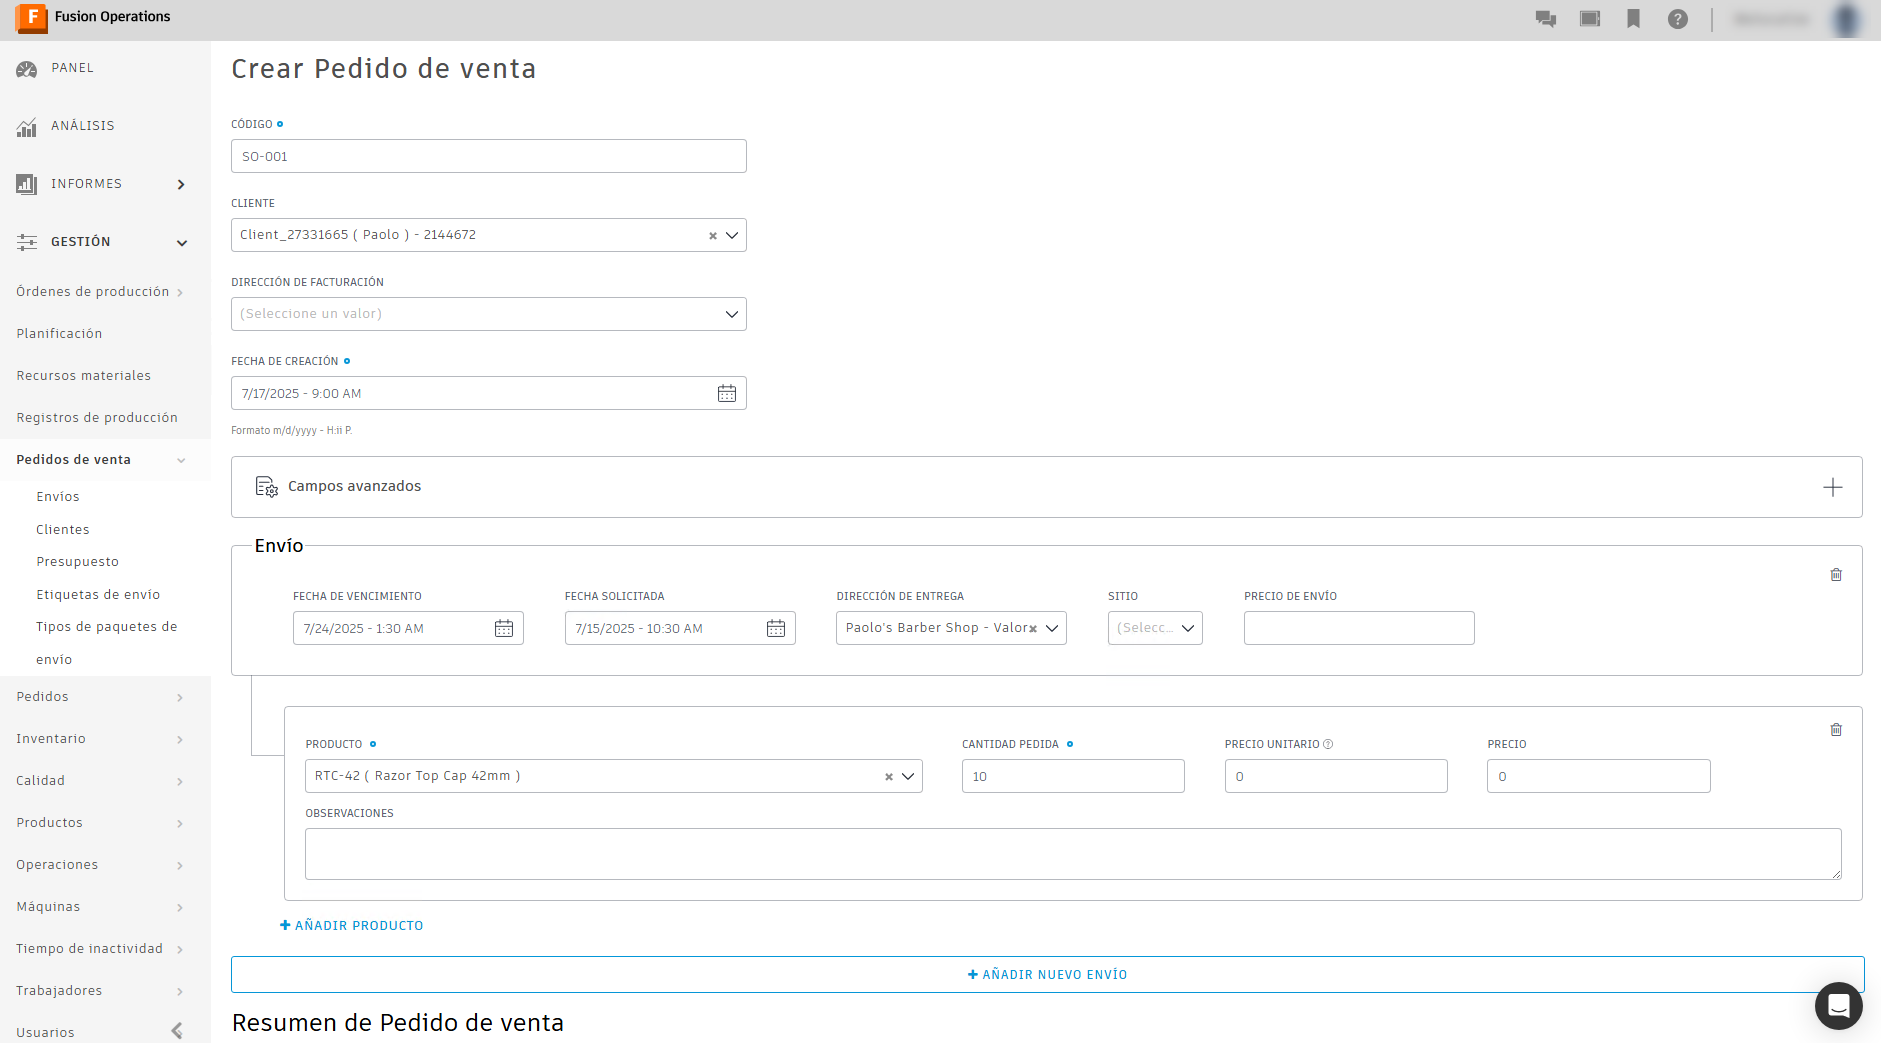 F Fusion Operations
?
PANEL
ANÁLISIS
INFORMES
GESTIÓN
Órdenes de producción
Planificación
Recursos materiales
Registros de producción
Pedidos de venta
Envíos
Clientes
Presupuesto
Etiquetas de envío
Tipos de paquetes de
envío
Pedidos
Inventario
Calidad
Productos
Operaciones
Máquinas
Tiempo de inactividad
Trabajadores
Usuarios
Crear Pedido de venta
CÓDIGO
SO-001
CLIENTE
Client_27331665 ( Paolo ) - 2144672
DIRECCIÓN DE FACTURACIÓN
(Seleccione un valor)
FECHA DE CREACIÓN
7/17/2025 - 9:00 AM
Formato m/d/yyyy - H:ii P.
Campos avanzados
Envío
FECHA DE VENCIMIENTO FECHA SOLICITADA DIRECCIÓN DE ENTREGA SITIO PRECIO DE ENVÍO
7/24/2025 - 1:30 AM 7/15/2025 - 10:30 AM Paolo's Barber Shop - Valor (Selecc...
PRODUCTO CANTIDAD PEDIDA PRECIO UNITARIO ? PRECIO
RTC-42 ( Razor Top Cap 42mm ) 10 0 0
OBSERVACIONES
+ AÑADIR PRODUCTO
+ AÑADIR NUEVO ENVÍO
Resumen de Pedido de venta